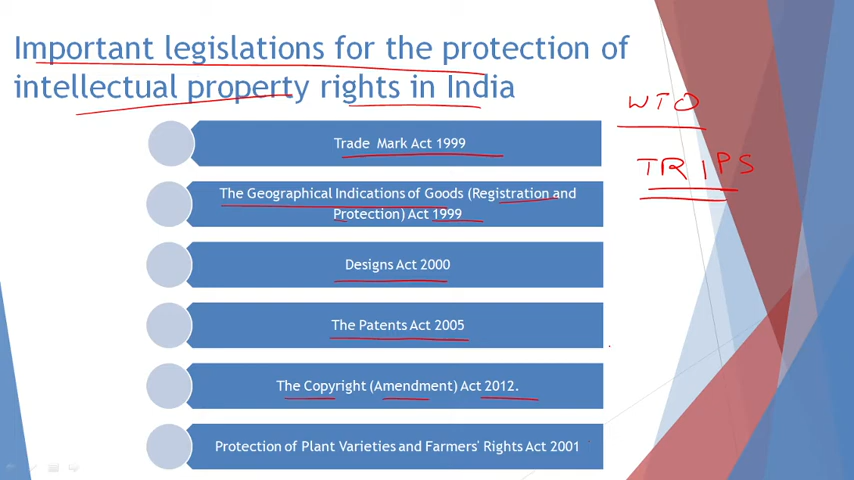 Important legislations for the protection of
intellectual property rights in India
WTO
TRIPS
Trade Mark Act 1999
The Geographical Indications of Goods (Registration and
Protection) Act 1999
Designs Act 2000
The Patents Act 2005
The Copyright (Amendment) Act 2012.
Protection of Plant Varieties and Farmers' Rights Act 2001